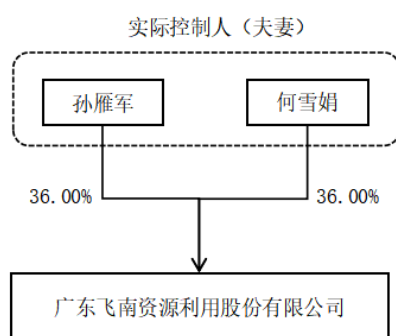 实际控制人（夫妻）
孙雁军
何雪娟
36.00%
36.00%
广东飞南资源利用股份有限公司